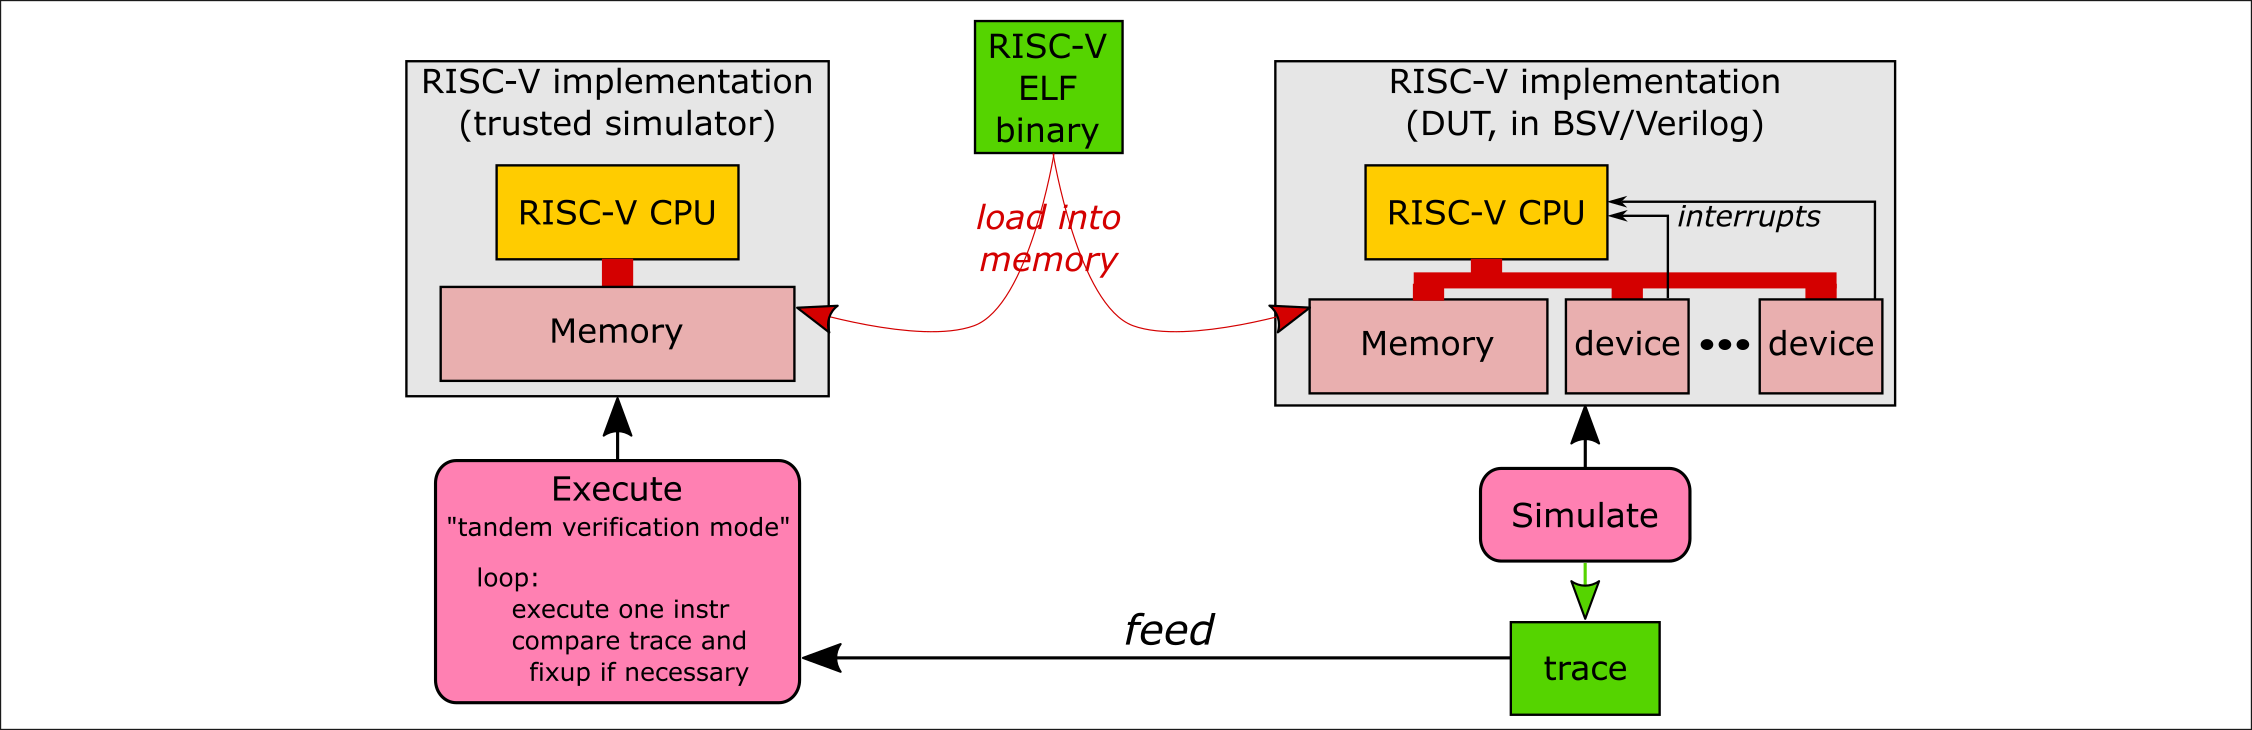 RISC-V implementation
(trusted simulator)
RISC-V CPU
Memory
RISC-V
ELF
binary
load into
memory
RISC-V implementation
(DUT, in BSV/Verilog)
RISC-V CPU
interrupts
Memory
device
•••
device
Execute
"tandem verification mode"
loop:
execute one instr
compare trace and
fixup if necessary
Simulate
feed
trace